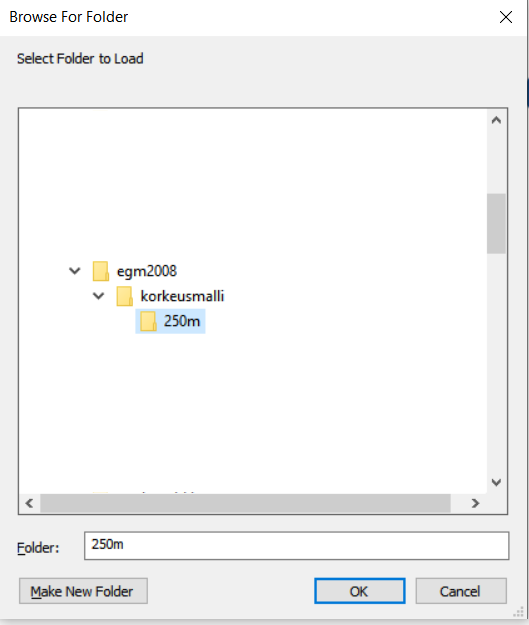 Browse For Folder
Select Folder to Load
egm2008
korkeusmalli
250m
Folder: 250m
Make New Folder OK Cancel